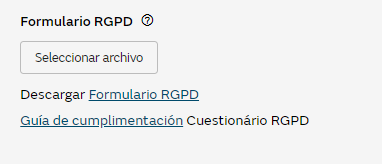 Formulario RGPD ?
Seleccionar archivo
Descargar Formulario RGPD
Guía de cumplimentación Cuestionário RGPD